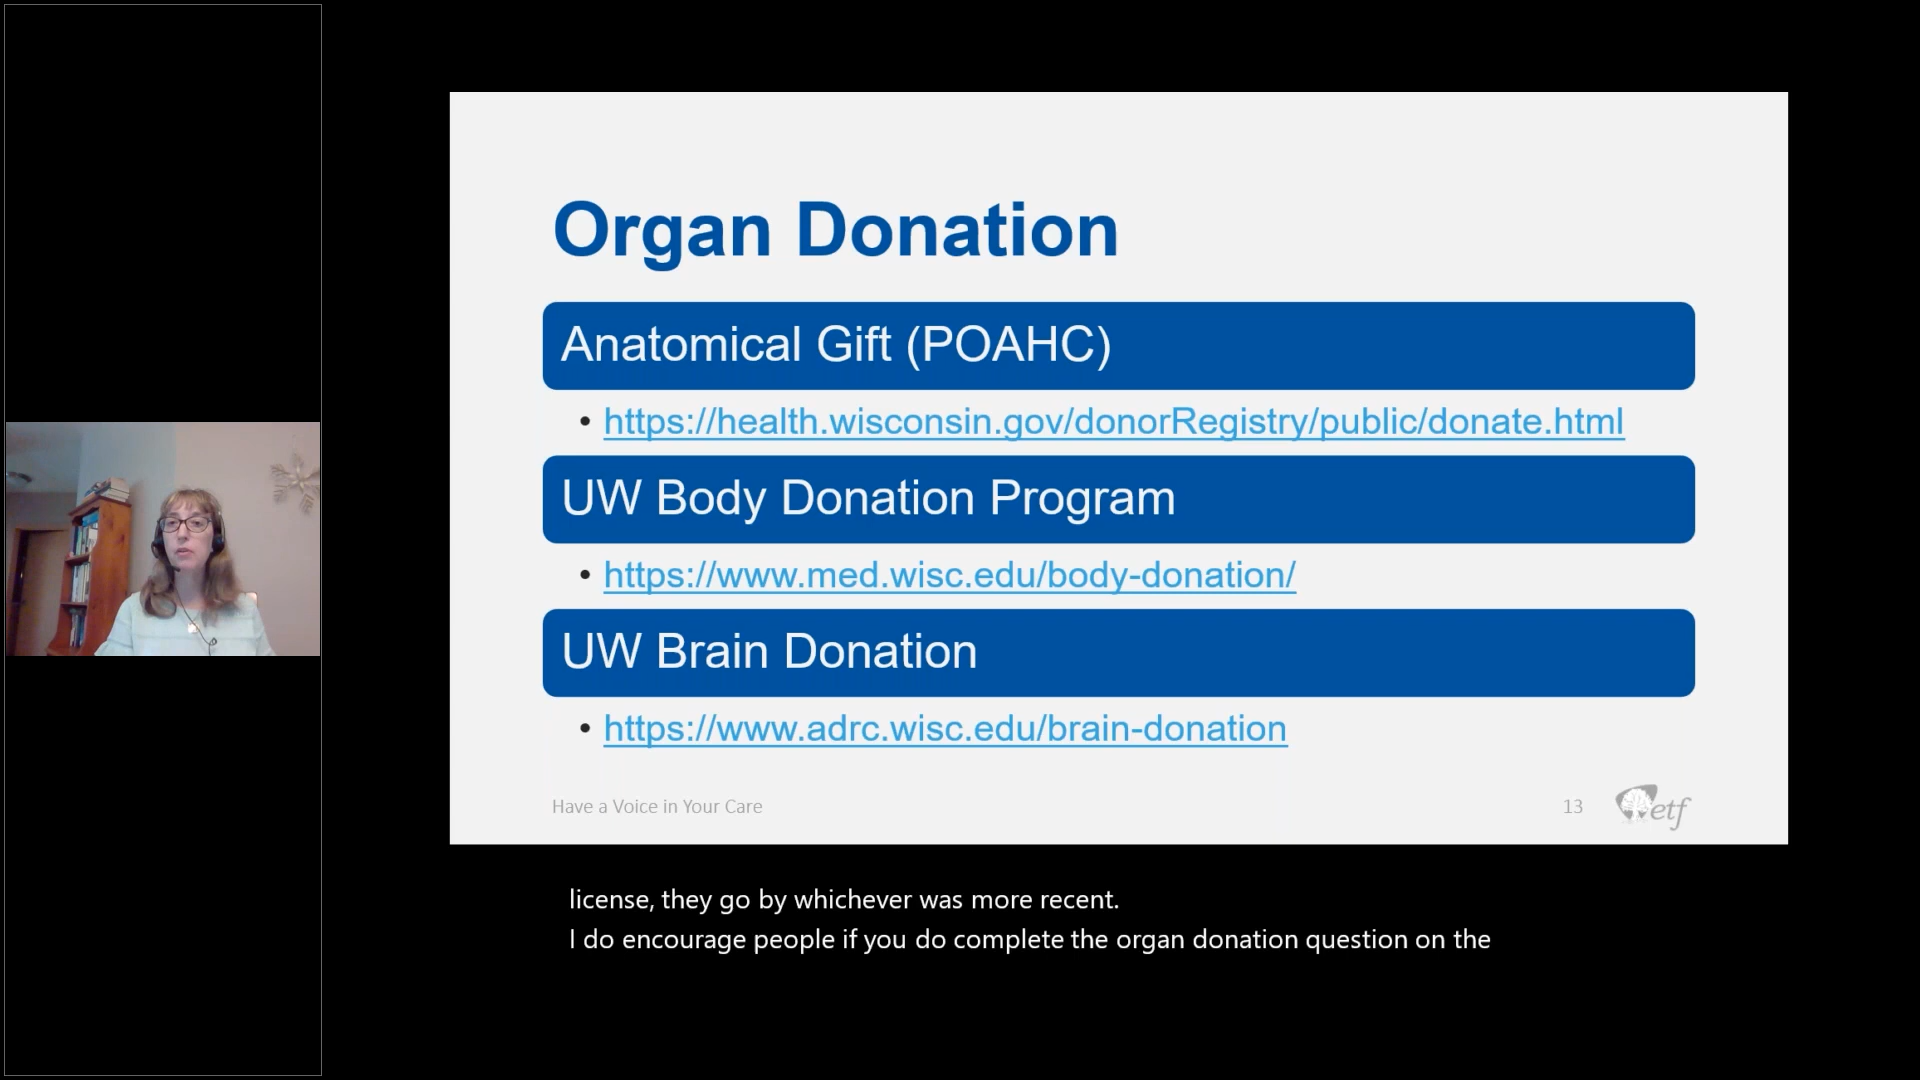 Organ Donation
Anatomical Gift (POAHC)
• https://health.wisconsin.gov/donorRegistry/public/donate.html
UW Body Donation Program
• https://www.med.wisc.edu/body-donation/
UW Brain Donation
• https://www.adrc.wisc.edu/brain-donation
Have a Voice in Your Care
13
etf
license, they go by whichever was more recent.
I do encourage people if you do complete the organ donation question on the